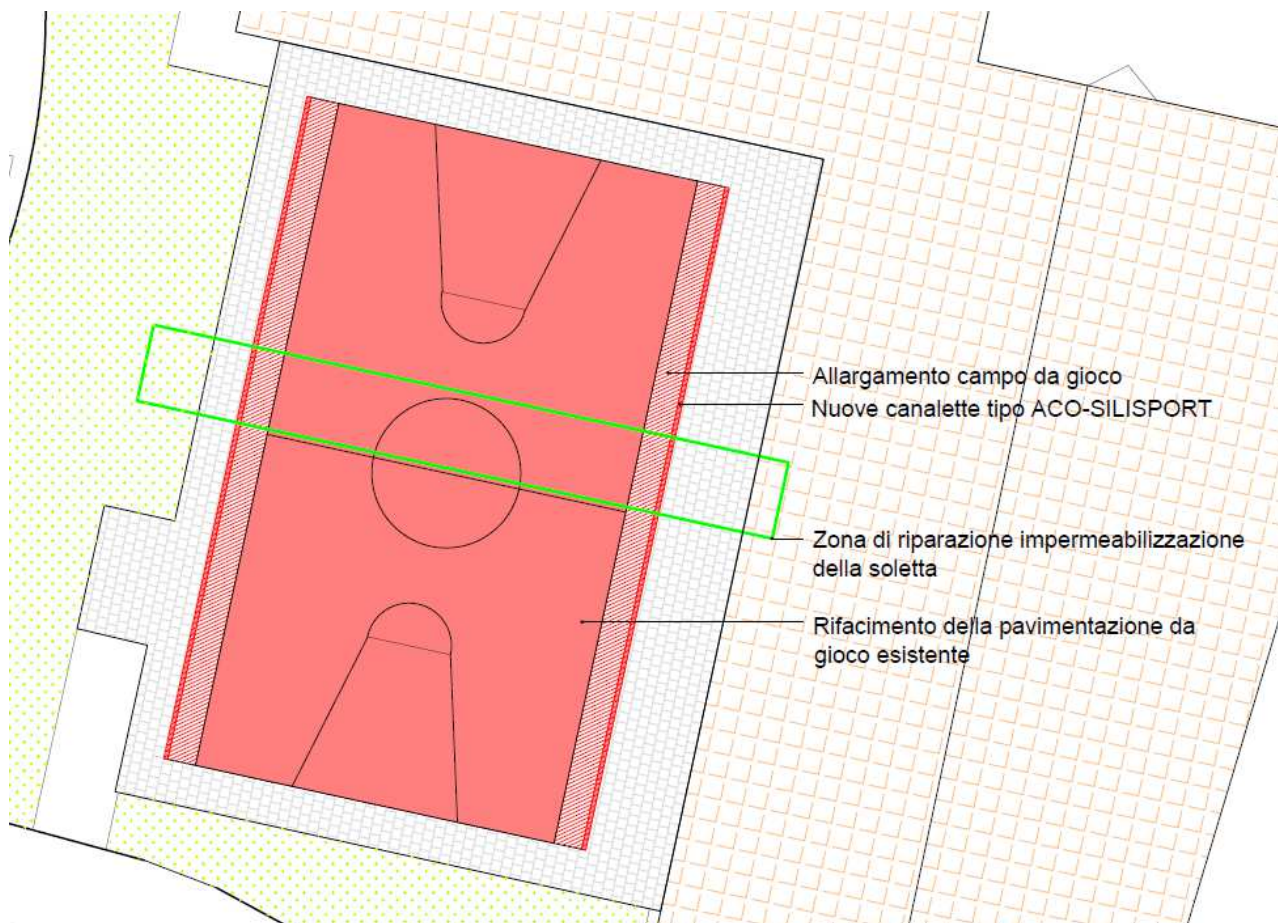 Allargamento campo da gioco
Nuove canalette tipo ACO-SILISPORT
Zona di riparazione impermeabilizzazione
della soletta
Rifacimento della pavimentazione da
gioco esistente